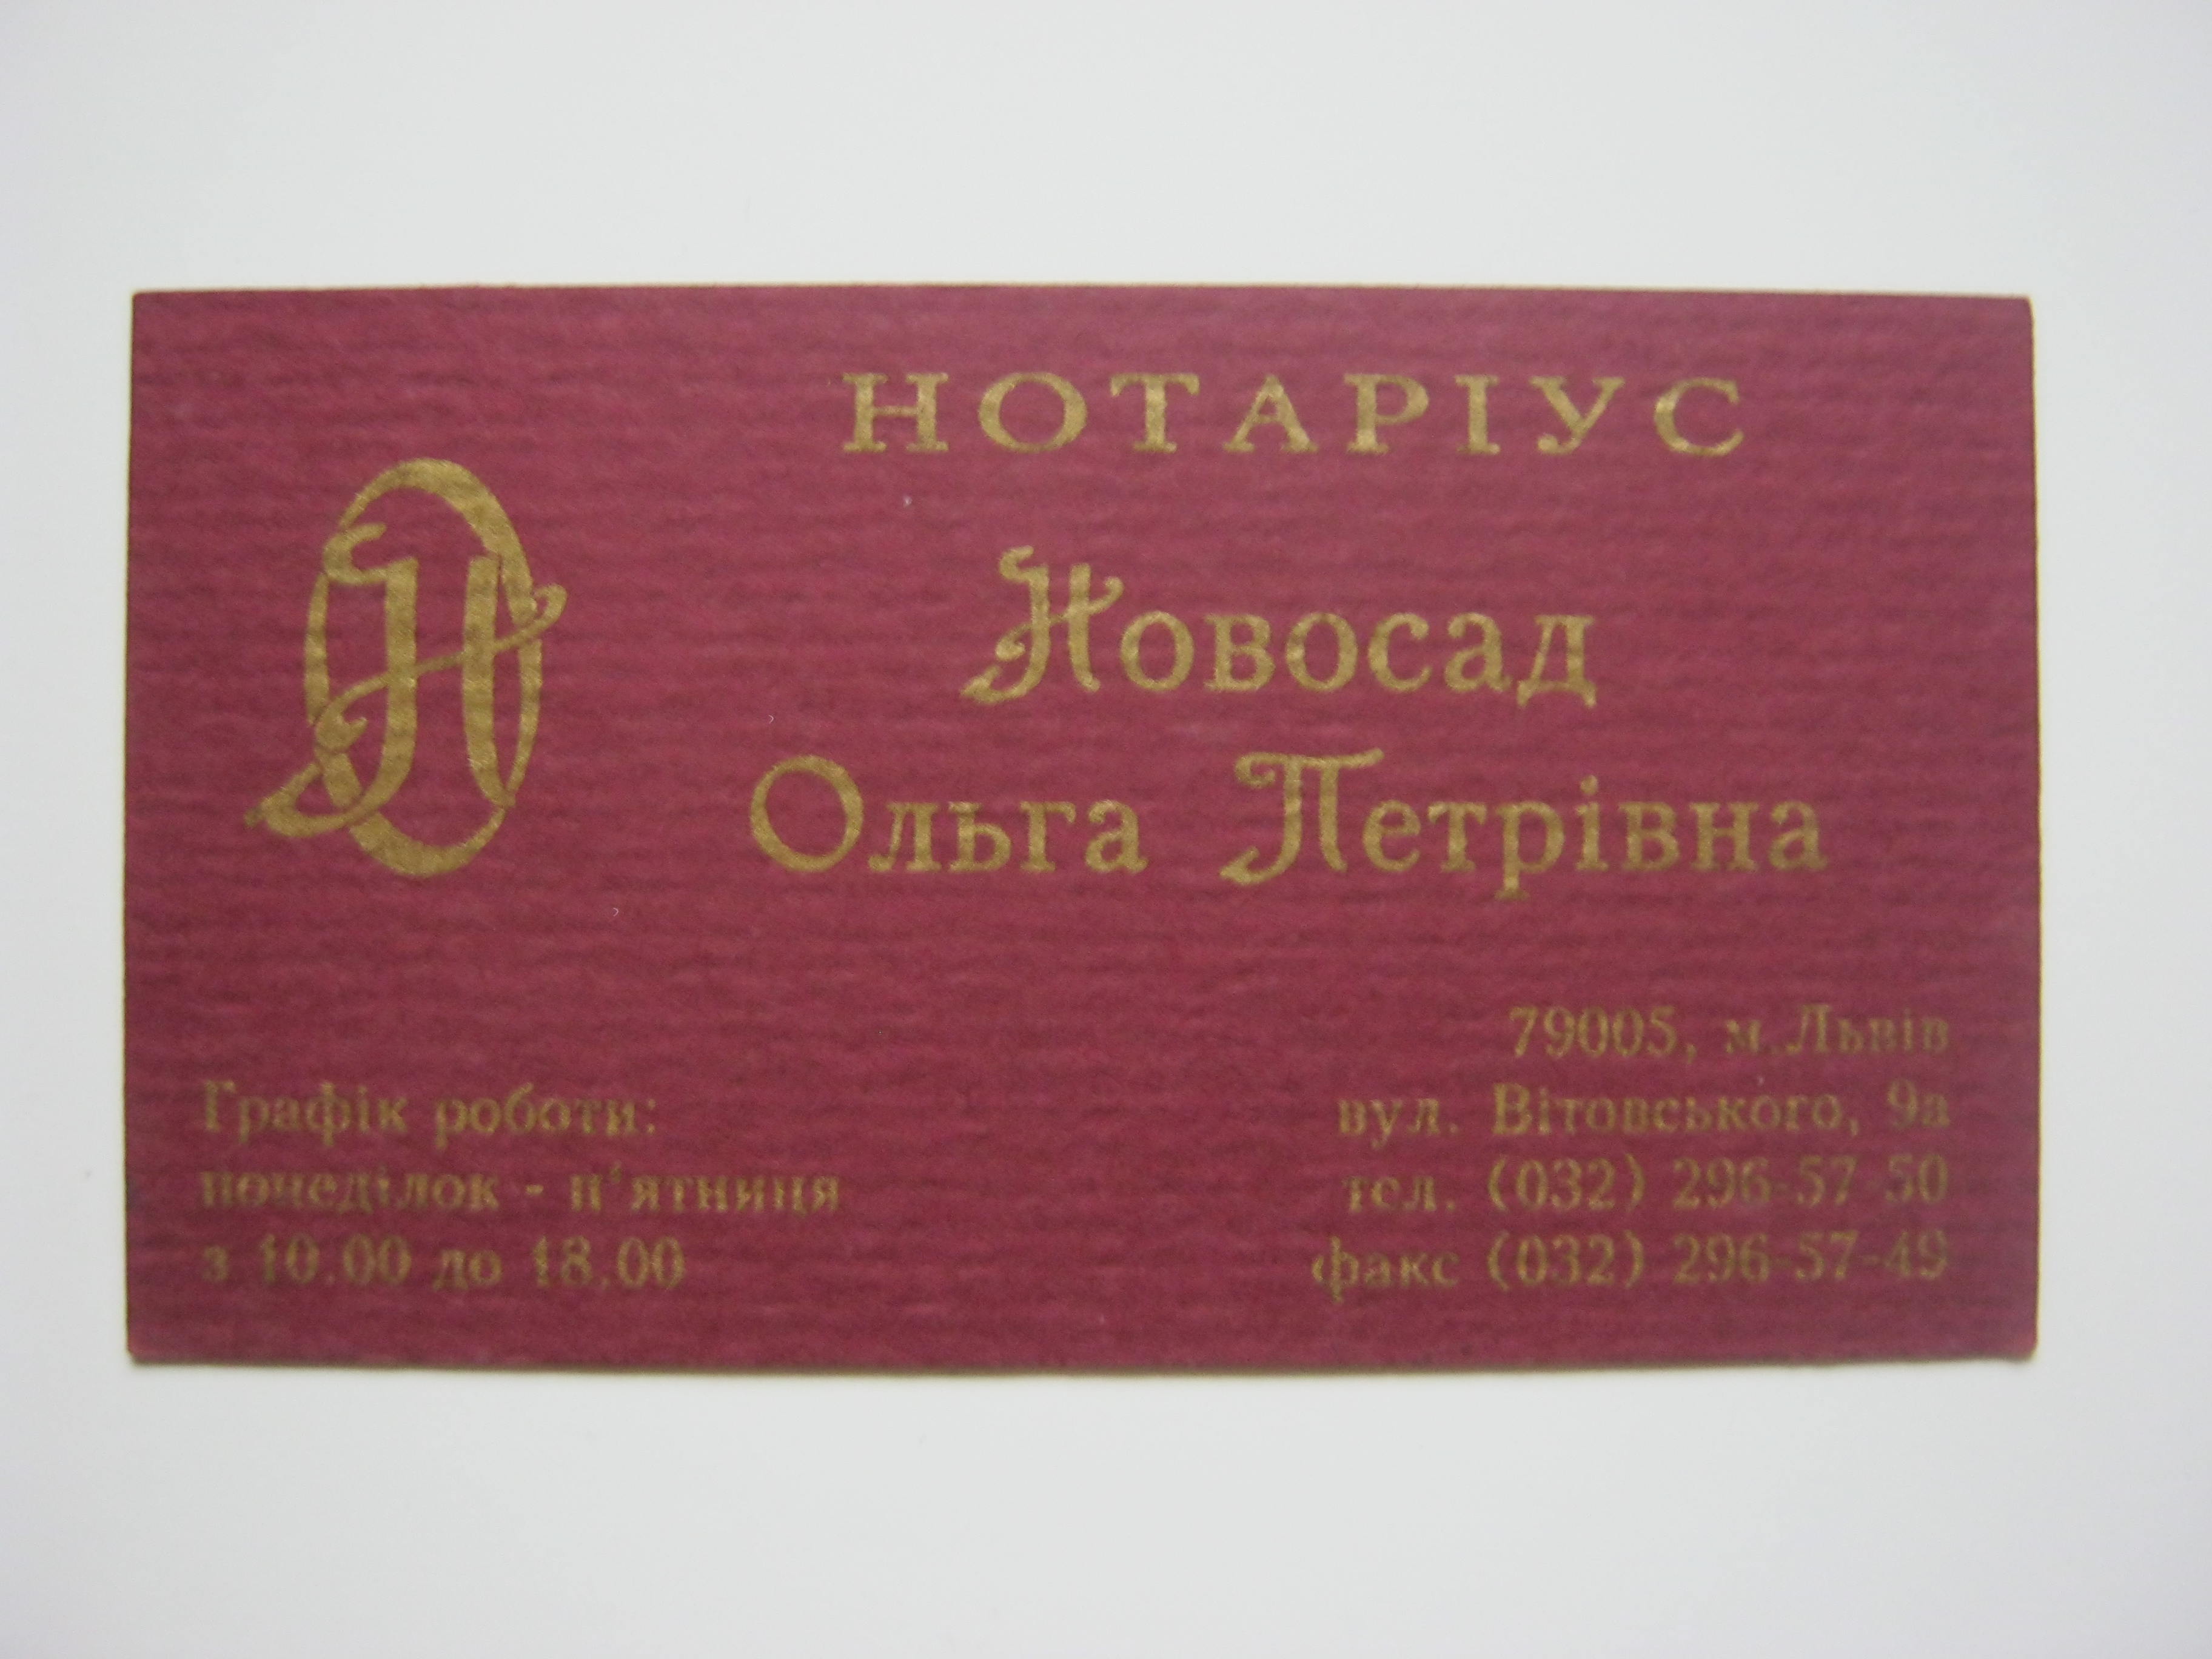 НОТАРІУС
Новосад
Ольга Петрівна
Графік роботи:
понеділок - п'ятниця
з 10.00 до 18.00
79005, м.Львів
вул. Вітовського, 9а
тел. (032) 296-57-50
факс (032) 296-57-49